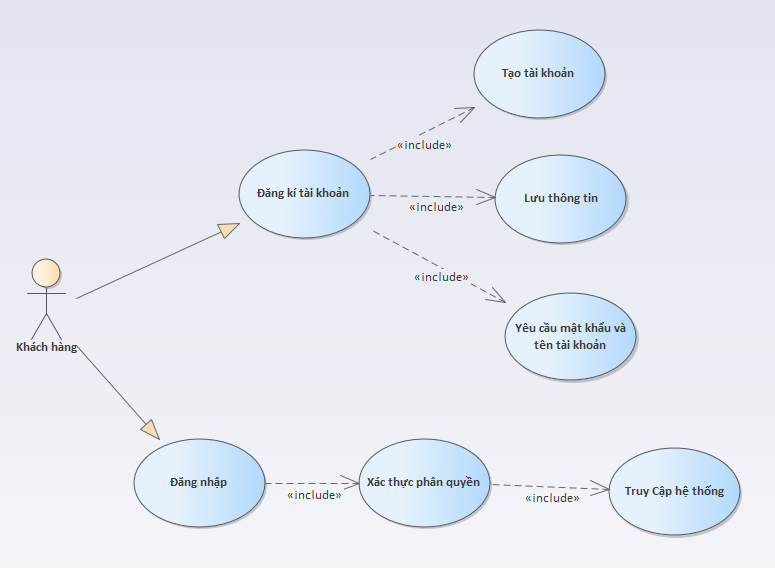 Tạo tài khoản
«include»
Đăng kí tài khoản
Lưu thông tin
«include»
«include»
Yêu cầu mật khẩu và
tên tài khoản
Khách hàng
Đăng nhập
«include»
Xác thực phân quyền
«include»
Truy Cập hệ thống